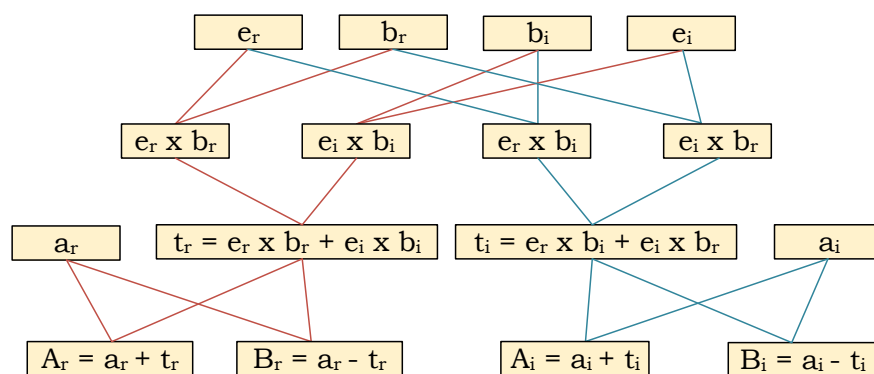 eᵣ
bᵣ
bᵢ
eᵢ
eᵣ x bᵣ
eᵢ x bᵢ
eᵣ x bᵢ
eᵢ x bᵣ
aᵣ
tᵣ = eᵣ x bᵣ + eᵢ x bᵢ
tᵢ = eᵣ x bᵢ + eᵢ x bᵣ
aᵢ
Aᵣ = aᵣ + tᵣ
Bᵣ = aᵣ - tᵣ
Aᵢ = aᵢ + tᵢ
Bᵢ = aᵢ - tᵢ